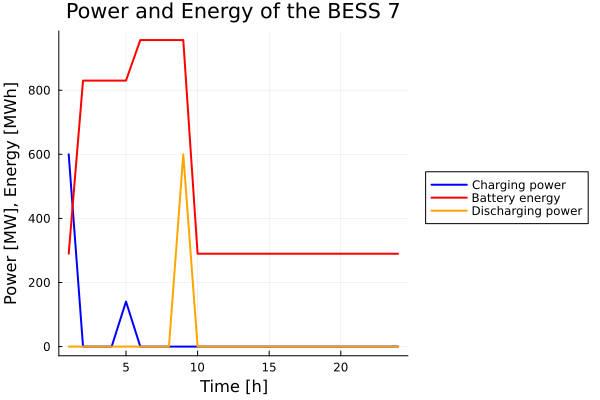 Power and Energy of the BESS 7
Power [MW], Energy [MWh]
800
600
400
200
0
5
10
15
20
Time [h]
Charging power
Battery energy
Discharging power